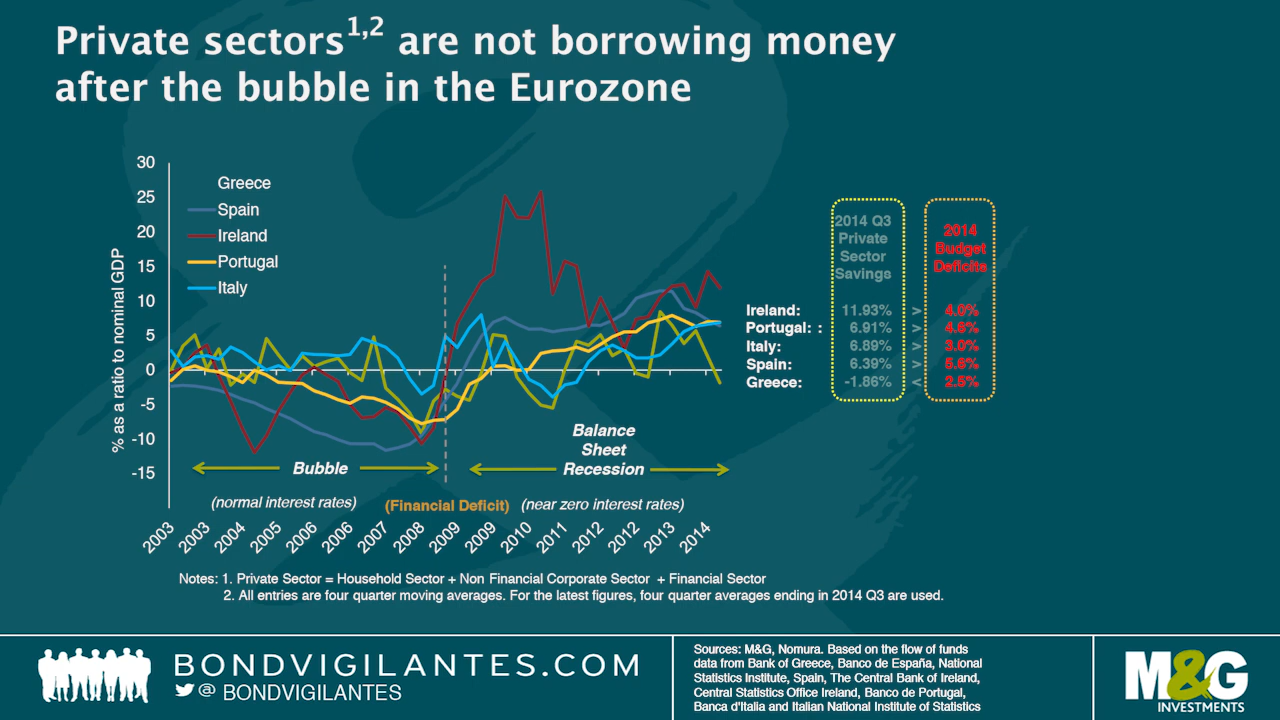 Private sectors1,2 are not borrowing money
after the bubble in the Eurozone
% as a ratio to nominal GDP
30
25
20
15
10
5
0
-5
-10
-15
Greece
Spain
Ireland
Portugal
Italy
Bubble
Balance
Sheet
Recession
(normal interest rates)
(Financial Deficit)
(near zero interest rates)
2003 2003 2004 2005 2006 2006 2007 2008 2009 2009 2010 2011 2012 2012 2013 2014
2014 Q3
Private
Sector
Savings
2014
Budget
Deficits
Ireland: 11.93% > 4.0%
Portugal: : 6.91% > 4.8%
Italy: 6.89% > 3.0%
Spain: 6.39% > 5.6%
Greece: -1.86% < 2.5%
Notes: 1. Private Sector = Household Sector + Non Financial Corporate Sector + Financial Sector
2. All entries are four quarter moving averages. For the latest figures, four quarter averages ending in 2014 Q3 are used.
BONDVIGILANTES.COM
@ BONDVIGILANTES
Sources: M&G, Nomura. Based on the flow of funds
data from Bank of Greece, Banco de España, National
Statistics Institute, Spain, The Central Bank of Ireland,
Central Statistics Office Ireland, Banco de Portugal,
Banca d'Italia and Italian National Institute of Statistics
M&G
INVESTMENTS